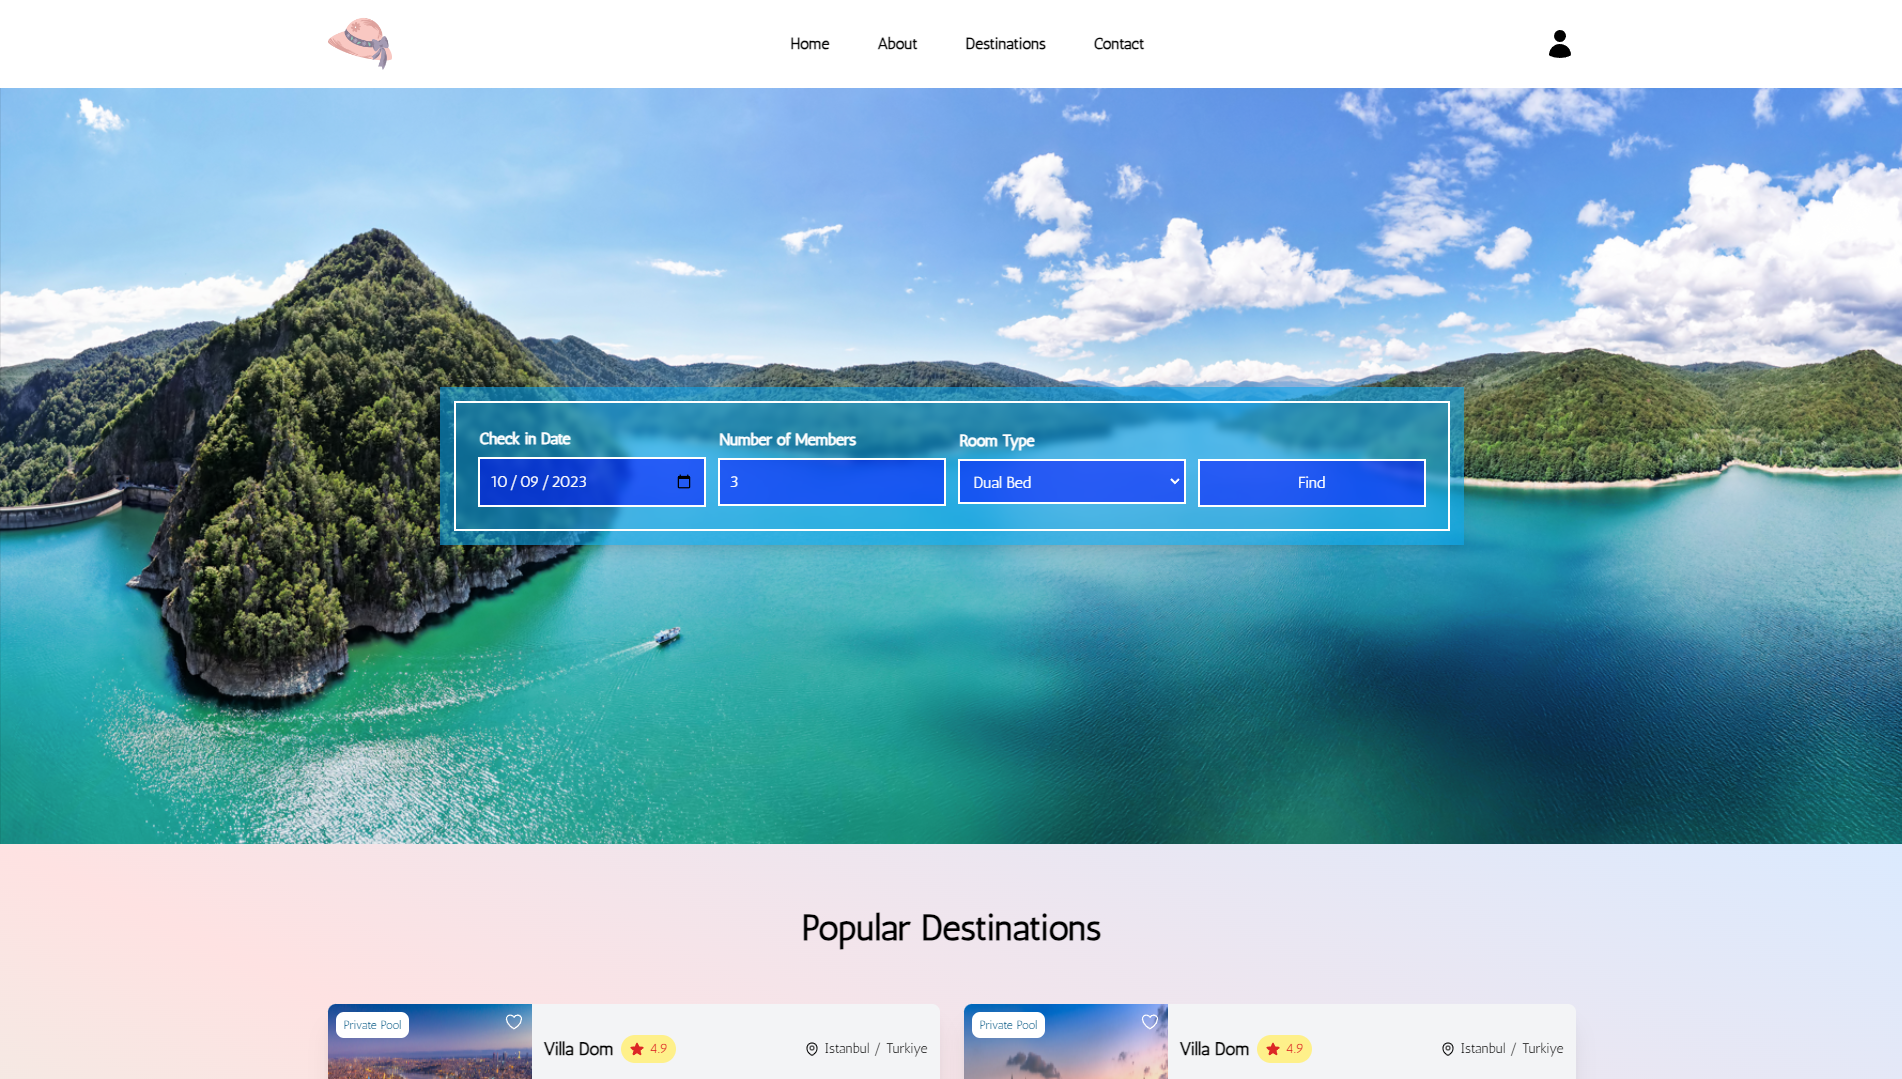 Home About Destinations Contact
Check in Date Number of Members Room Type
10 / 09 / 2023 3 Dual Bed Find
Popular Destinations
Private Pool
Villa Dom 4.9 Istanbul / Turkiye
Private Pool
Villa Dom 4.9 Istanbul / Turkiye